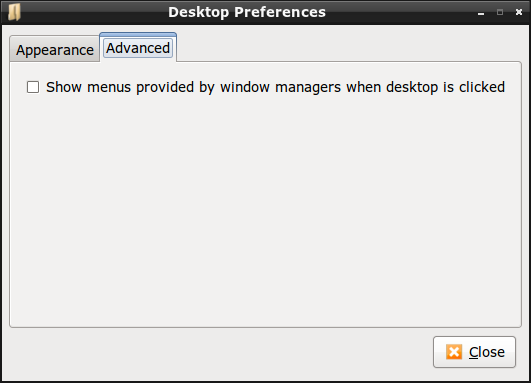 Desktop Preferences
Appearance
Advanced
Show menus provided by window managers when desktop is clicked
Close